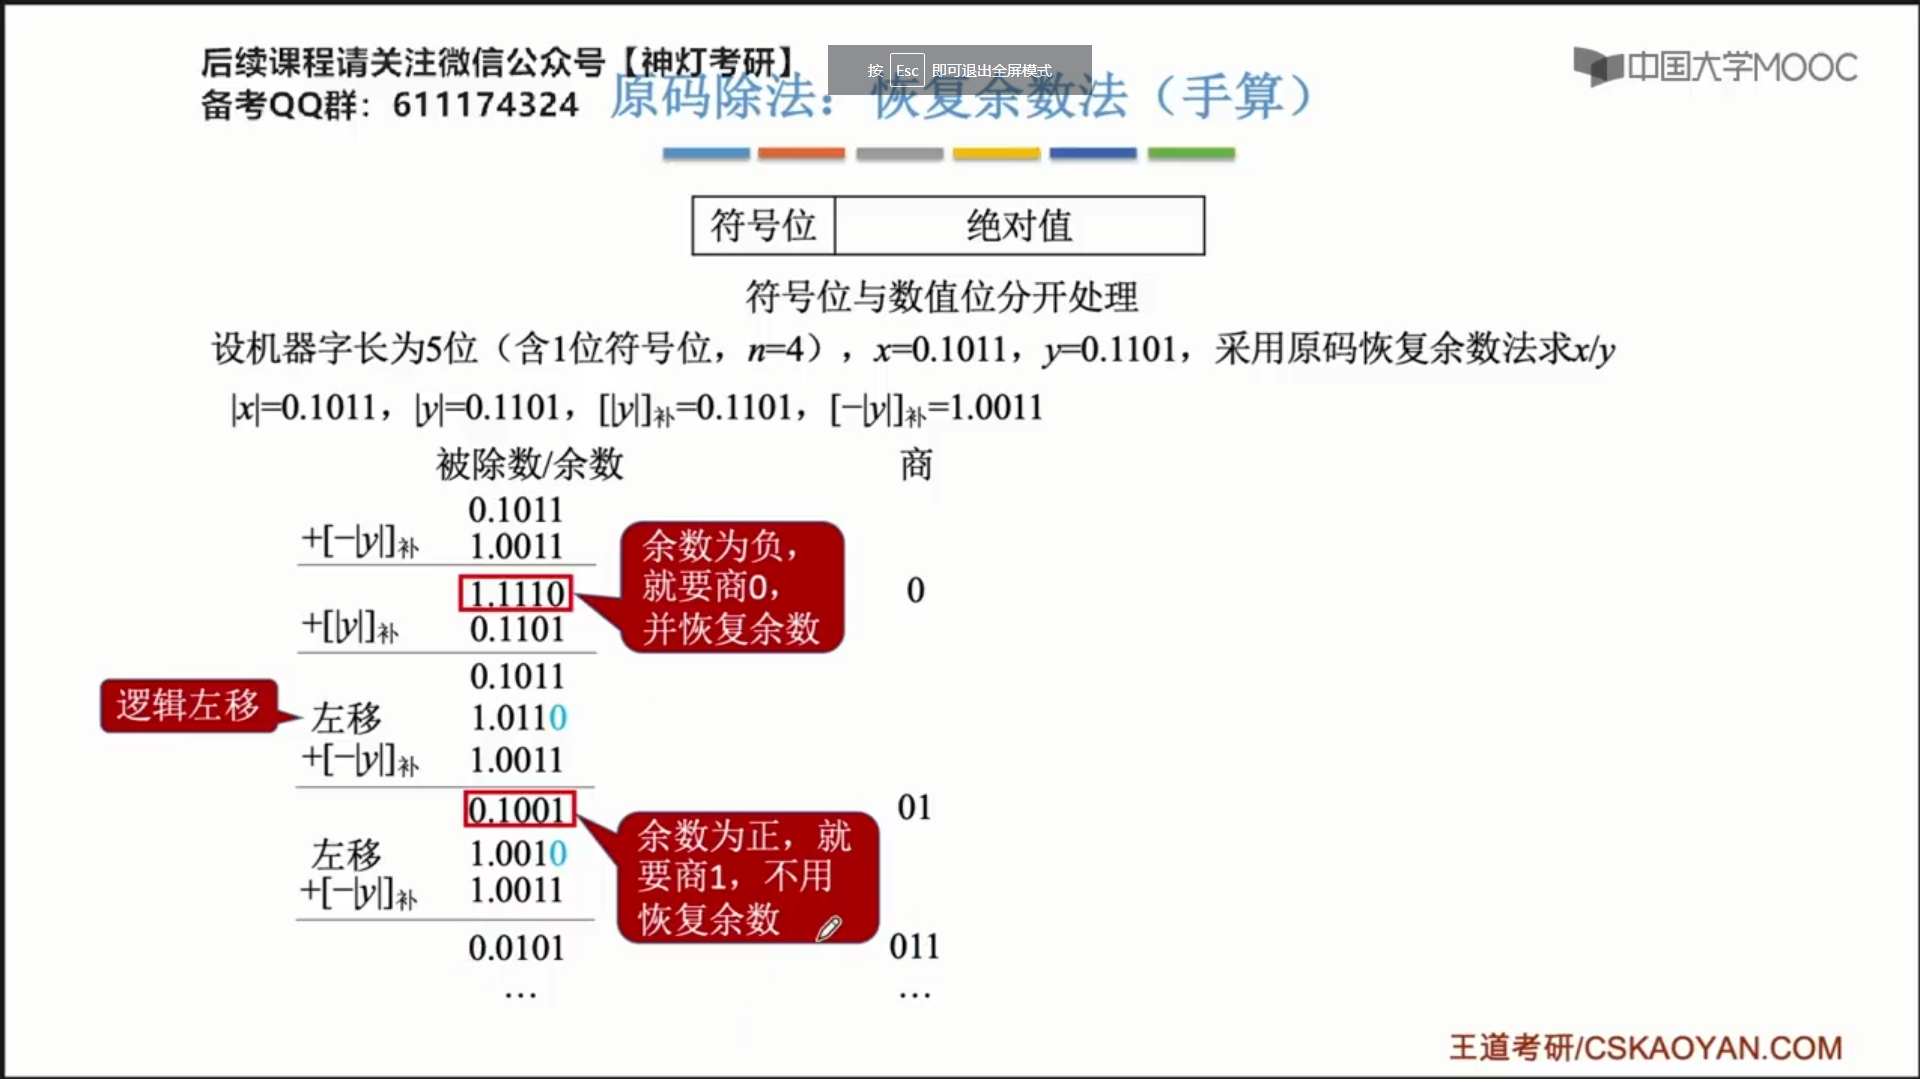 后续课程请关注微信公众号【神灯考研】
备考QQ群：611174324
按 Esc 即可退出全屏模式
中国大学MOOC
原码除法：恢复余数法（手算）
符号位 绝对值
符号位与数值位分开处理
设机器字长为5位（含1位符号位，n=4），x=0.1011，y=0.1101，采用原码恢复余数法求x/y
|x|=0.1011，|y|=0.1101，[|y|]补=0.1101，[−|y|]补=1.0011
被除数/余数 商
0.1011
+[−|y|]补 1.0011
1.1110 0
+[|y|]补 0.1101
余数为负，
就要商0，
并恢复余数
0.1011
逻辑左移
左移 1.0110
+[−|y|]补 1.0011
0.1001 01
左移 1.0010
+[−|y|]补 1.0011
余数为正，就
要商1，不用
恢复余数
0.0101 011
… …
王道考研/CSKAOYAN.COM